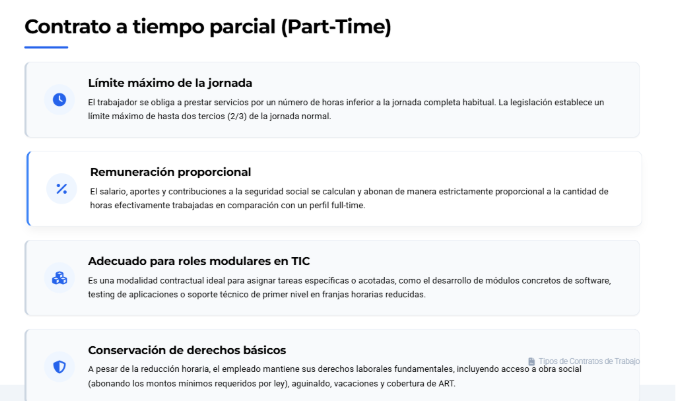 Contrato a tiempo parcial (Part-Time)
Límite máximo de la jornada
El trabajador se obliga a prestar servicios por un número de horas inferior a la jornada completa habitual. La legislación establece un
límite máximo de hasta dos tercios (2/3) de la jornada normal.
Remuneración proporcional
El salario, aportes y contribuciones a la seguridad social se calculan y abonan de manera estrictamente proporcional a la cantidad de
horas efectivamente trabajadas en comparación con un perfil full-time.
Adecuado para roles modulares en TIC
Es una modalidad contractual ideal para asignar tareas específicas o acotadas, como el desarrollo de módulos concretos de software,
testing de aplicaciones o soporte técnico de primer nivel en franjas horarias reducidas.
Conservación de derechos básicos
Tipos de Contratos de Trabajo
A pesar de la reducción horaria, el empleado mantiene sus derechos laborales fundamentales, incluyendo acceso a obra social
(abonando los montos mínimos requeridos por ley), aguinaldo, vacaciones y cobertura de ART.